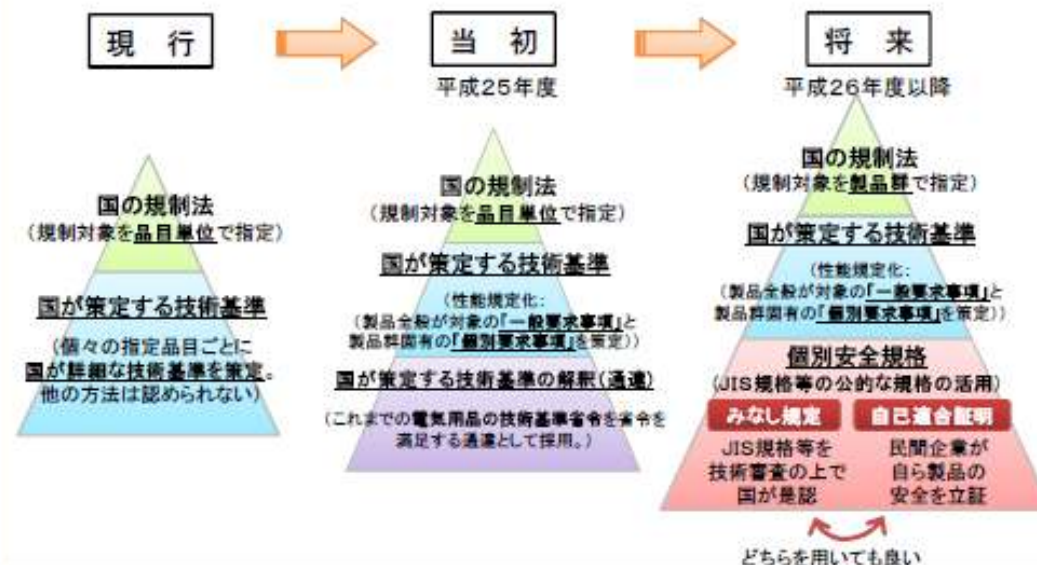 現 行
当 初
平成25年度
将 来
平成26年度以降
国の規制法
(規制対象を品目単位で指定)
国が策定する技術基準
(個々の指定品目ごとに
国が詳細な技術基準を策定。
他の方法は認められない)
国の規制法
(規制対象を品目単位で指定)
国が策定する技術基準
(性能規定化:
(製品全般が対象の「一般要求事項」と
製品群固有の「個別要求事項」を策定))
国が策定する技術基準の解釈(通達)
(これまでの電気用品の技術基準省令を省令を
満足する通達として採用。)
国の規制法
(規制対象を製品群で指定)
国が策定する技術基準
(性能規定化:
(製品全般が対象の「一般要求事項」と
製品群固有の「個別要求事項」を策定))
個別安全規格
(JIS規格等の公的な規格の活用)
みなし規定
JIS規格等を
技術審査の上で
国が是認
自己適合証明
民間企業が
自ら製品の
安全を立証
どちらを用いても良い